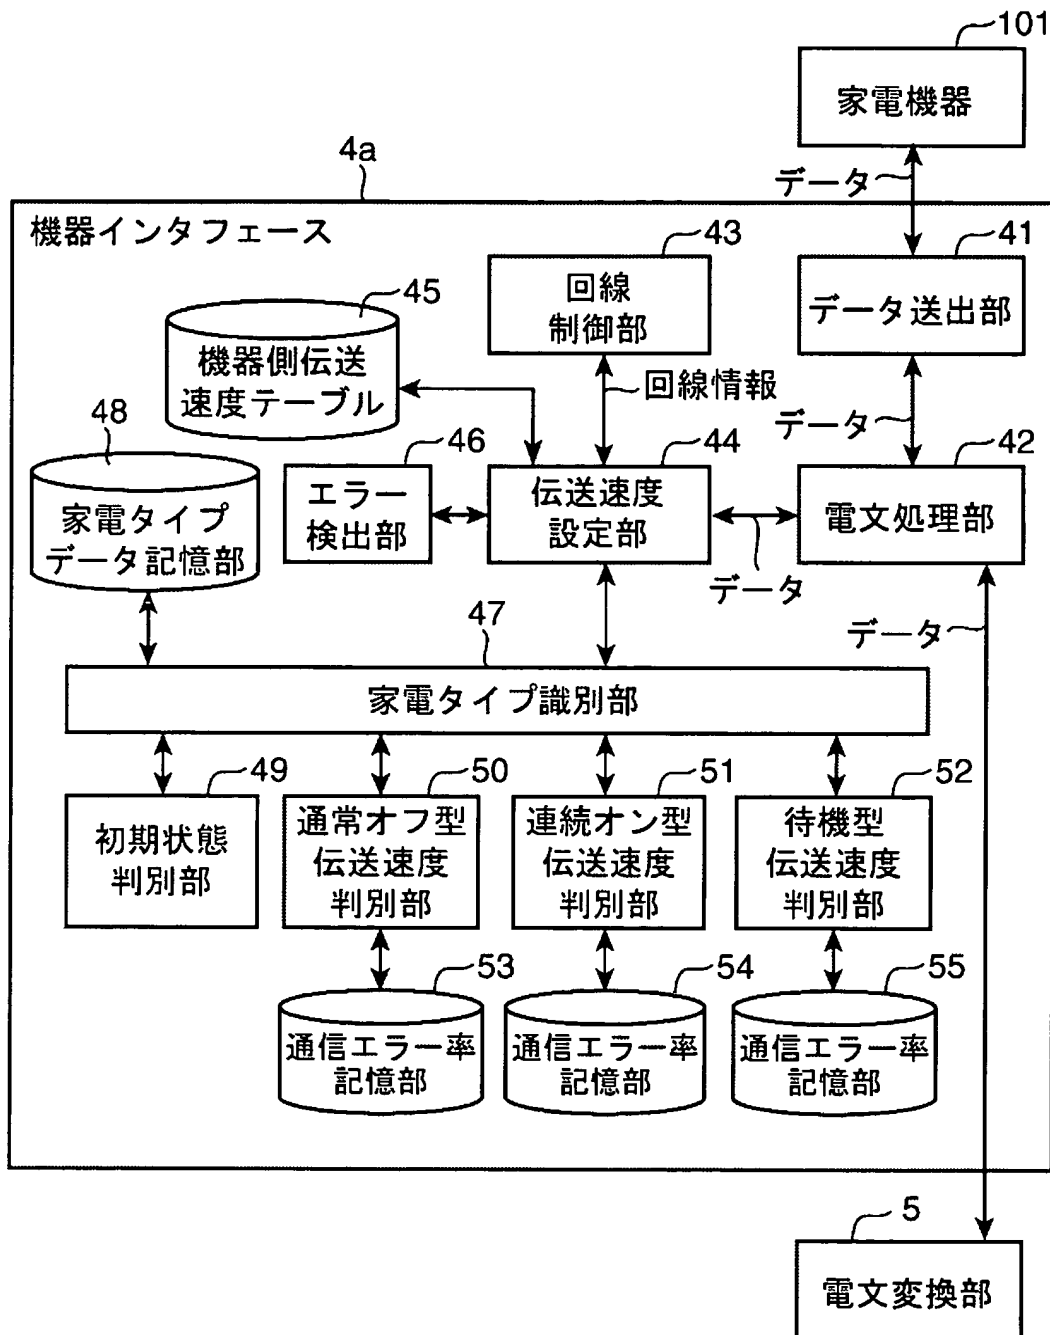 101
家電機器
データ
4a
機器インタフェース
43
回線
制御部
41
データ送出部
45
機器側伝送
速度テーブル
回線情報
データ
48
家電タイプ
データ記憶部
46
エラー
検出部
44
伝送速度
設定部
42
電文処理部
データ
データ
47
家電タイプ識別部
49
初期状態
判別部
50
通常オフ型
伝送速度
判別部
51
連続オン型
伝送速度
判別部
52
待機型
伝送速度
判別部
53
通信エラー率
記憶部
54
通信エラー率
記憶部
55
通信エラー率
記憶部
5
電文変換部